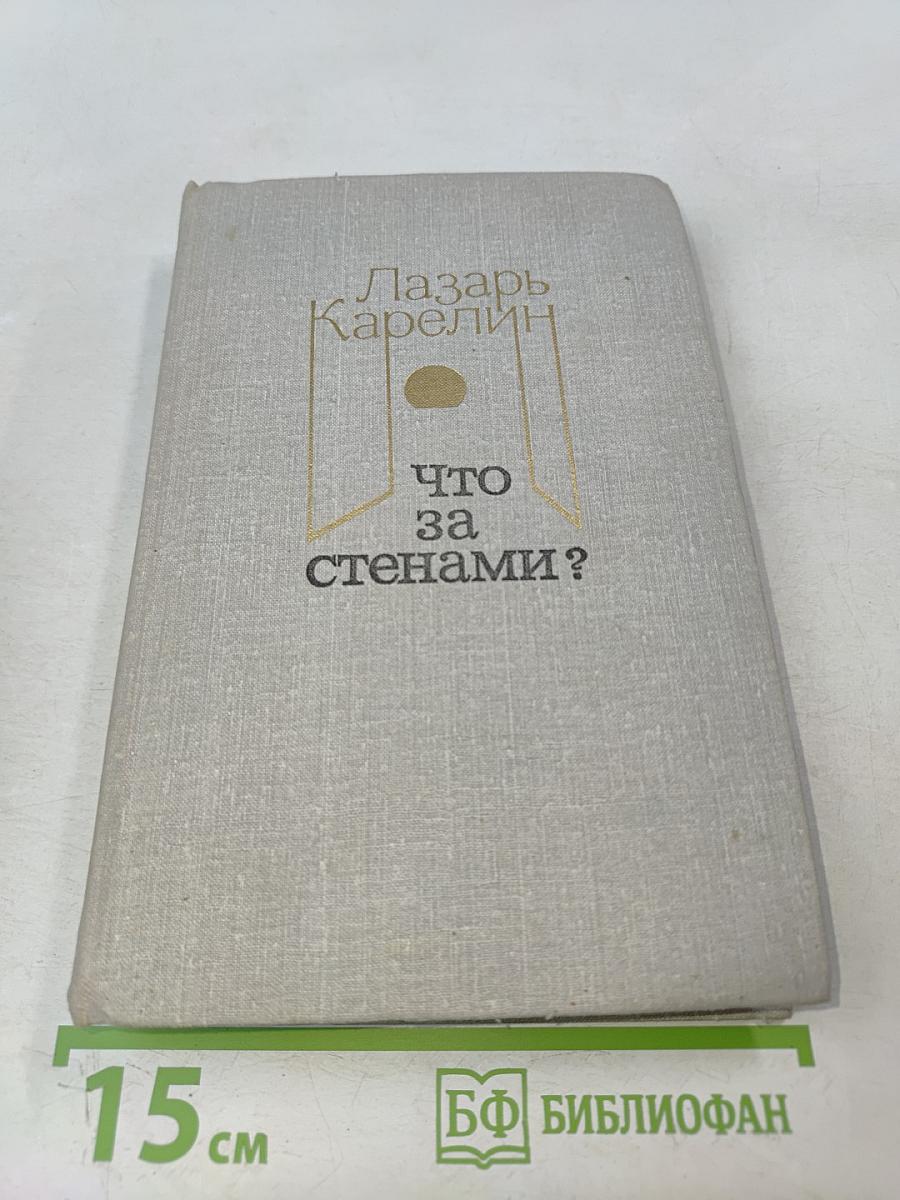 Лазарь
Карелин
Что
за
стенами?
15 см
БФ БИБЛИОФАН